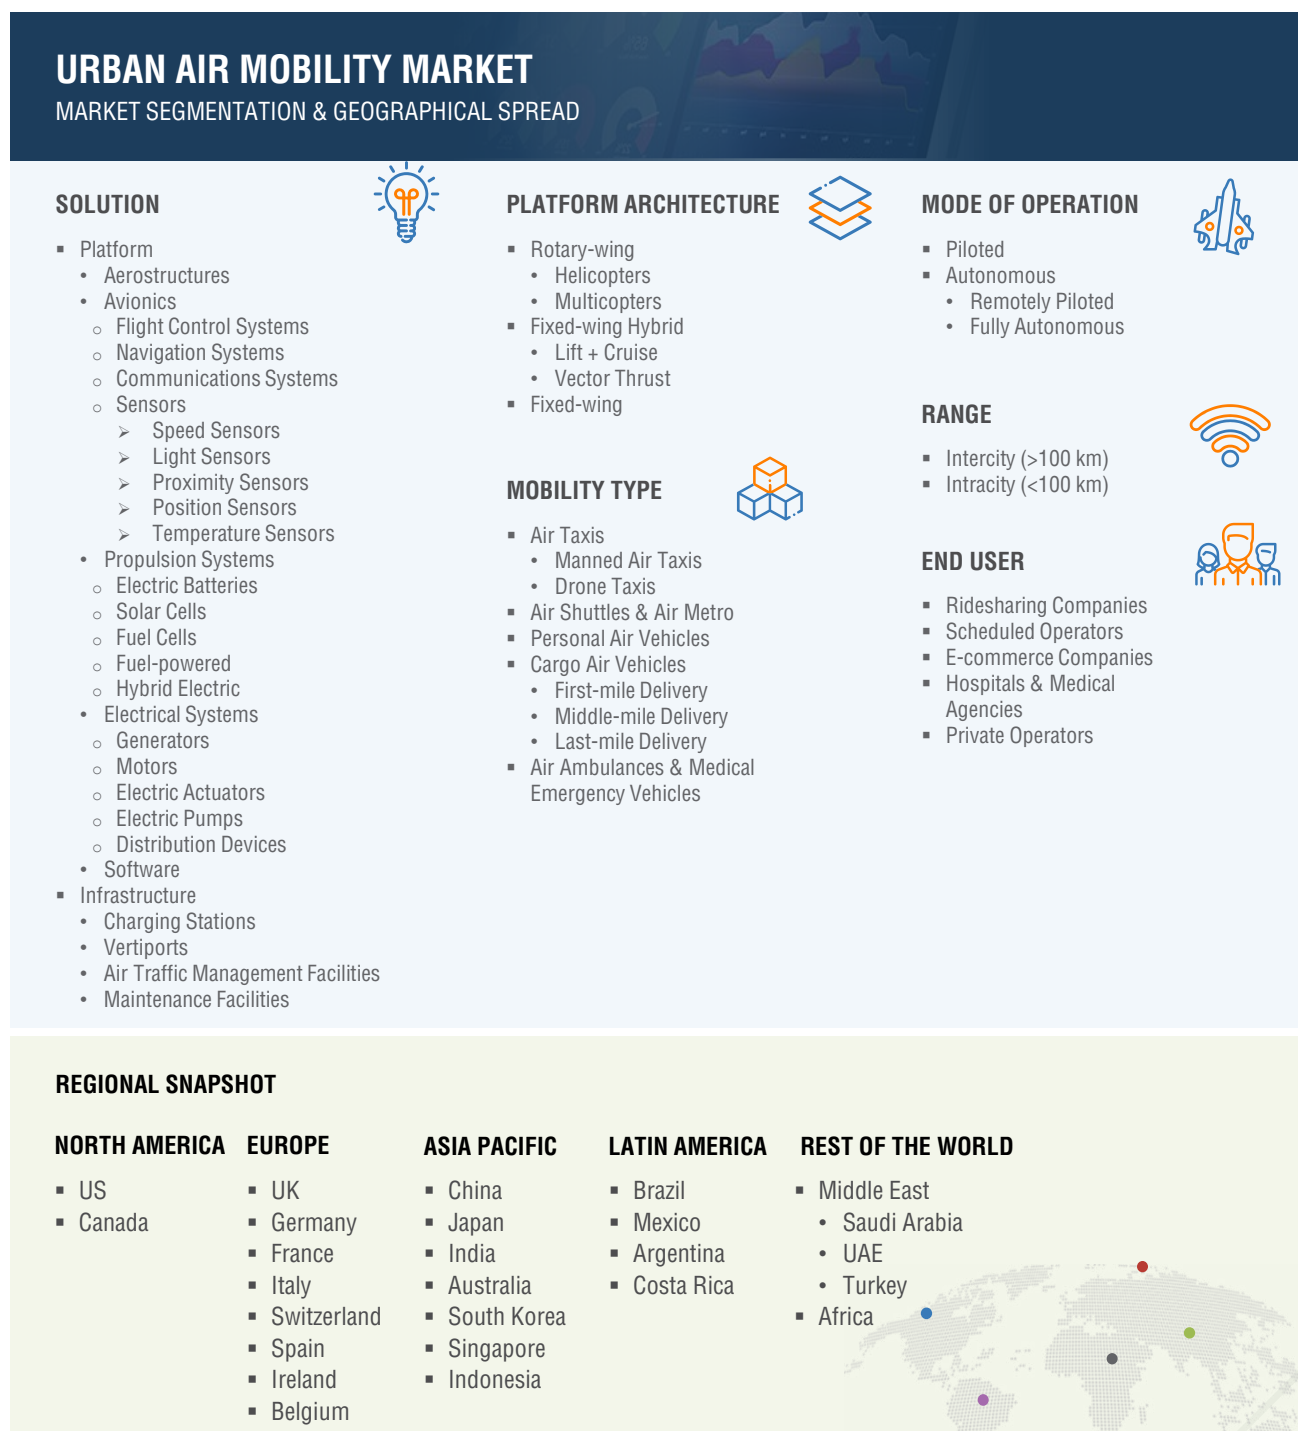 URBAN AIR MOBILITY MARKET
MARKET SEGMENTATION & GEOGRAPHICAL SPREAD
SOLUTION
Platform
Aerostructures
Avionics
Flight Control Systems
Navigation Systems
Communications Systems
Sensors
Speed Sensors
Light Sensors
Proximity Sensors
Position Sensors
Temperature Sensors
Propulsion Systems
Electric Batteries
Solar Cells
Fuel Cells
Fuel-powered
Hybrid Electric
Electrical Systems
Generators
Motors
Electric Actuators
Electric Pumps
Distribution Devices
Software
Infrastructure
Charging Stations
Vertiports
Air Traffic Management Facilities
Maintenance Facilities
PLATFORM ARCHITECTURE
Rotary-wing
Helicopters
Multicopters
Fixed-wing Hybrid
Lift + Cruise
Vector Thrust
Fixed-wing
MOBILITY TYPE
Air Taxis
Manned Air Taxis
Drone Taxis
Air Shuttles & Air Metro
Personal Air Vehicles
Cargo Air Vehicles
First-mile Delivery
Middle-mile Delivery
Last-mile Delivery
Air Ambulances & Medical
Emergency Vehicles
MODE OF OPERATION
Piloted
Autonomous
Remotely Piloted
Fully Autonomous
RANGE
Intercity (>100 km)
Intracity (<100 km)
END USER
Ridesharing Companies
Scheduled Operators
E-commerce Companies
Hospitals & Medical
Agencies
Private Operators
REGIONAL SNAPSHOT
NORTH AMERICA
US
Canada
EUROPE
UK
Germany
France
Italy
Switzerland
Spain
Ireland
Belgium
ASIA PACIFIC
China
Japan
India
Australia
South Korea
Singapore
Indonesia
LATIN AMERICA
Brazil
Mexico
Argentina
Costa Rica
REST OF THE WORLD
Middle East
Saudi Arabia
UAE
Turkey
Africa